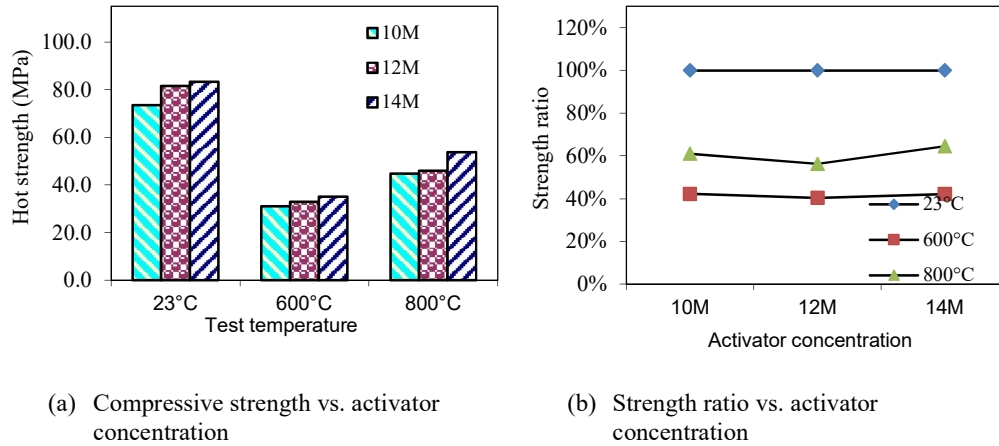 100.0
80.0
60.0
40.0
20.0
0.0
Hot strength (MPa)
10M
12M
14M
23°C
600°C
800°C
Test temperature
120%
100%
80%
60%
40%
20%
0%
Strength ratio
23°C
600°C
800°C
10M
12M
14M
Activator concentration
(a) Compressive strength vs. activator
concentration
(b) Strength ratio vs. activator
concentration